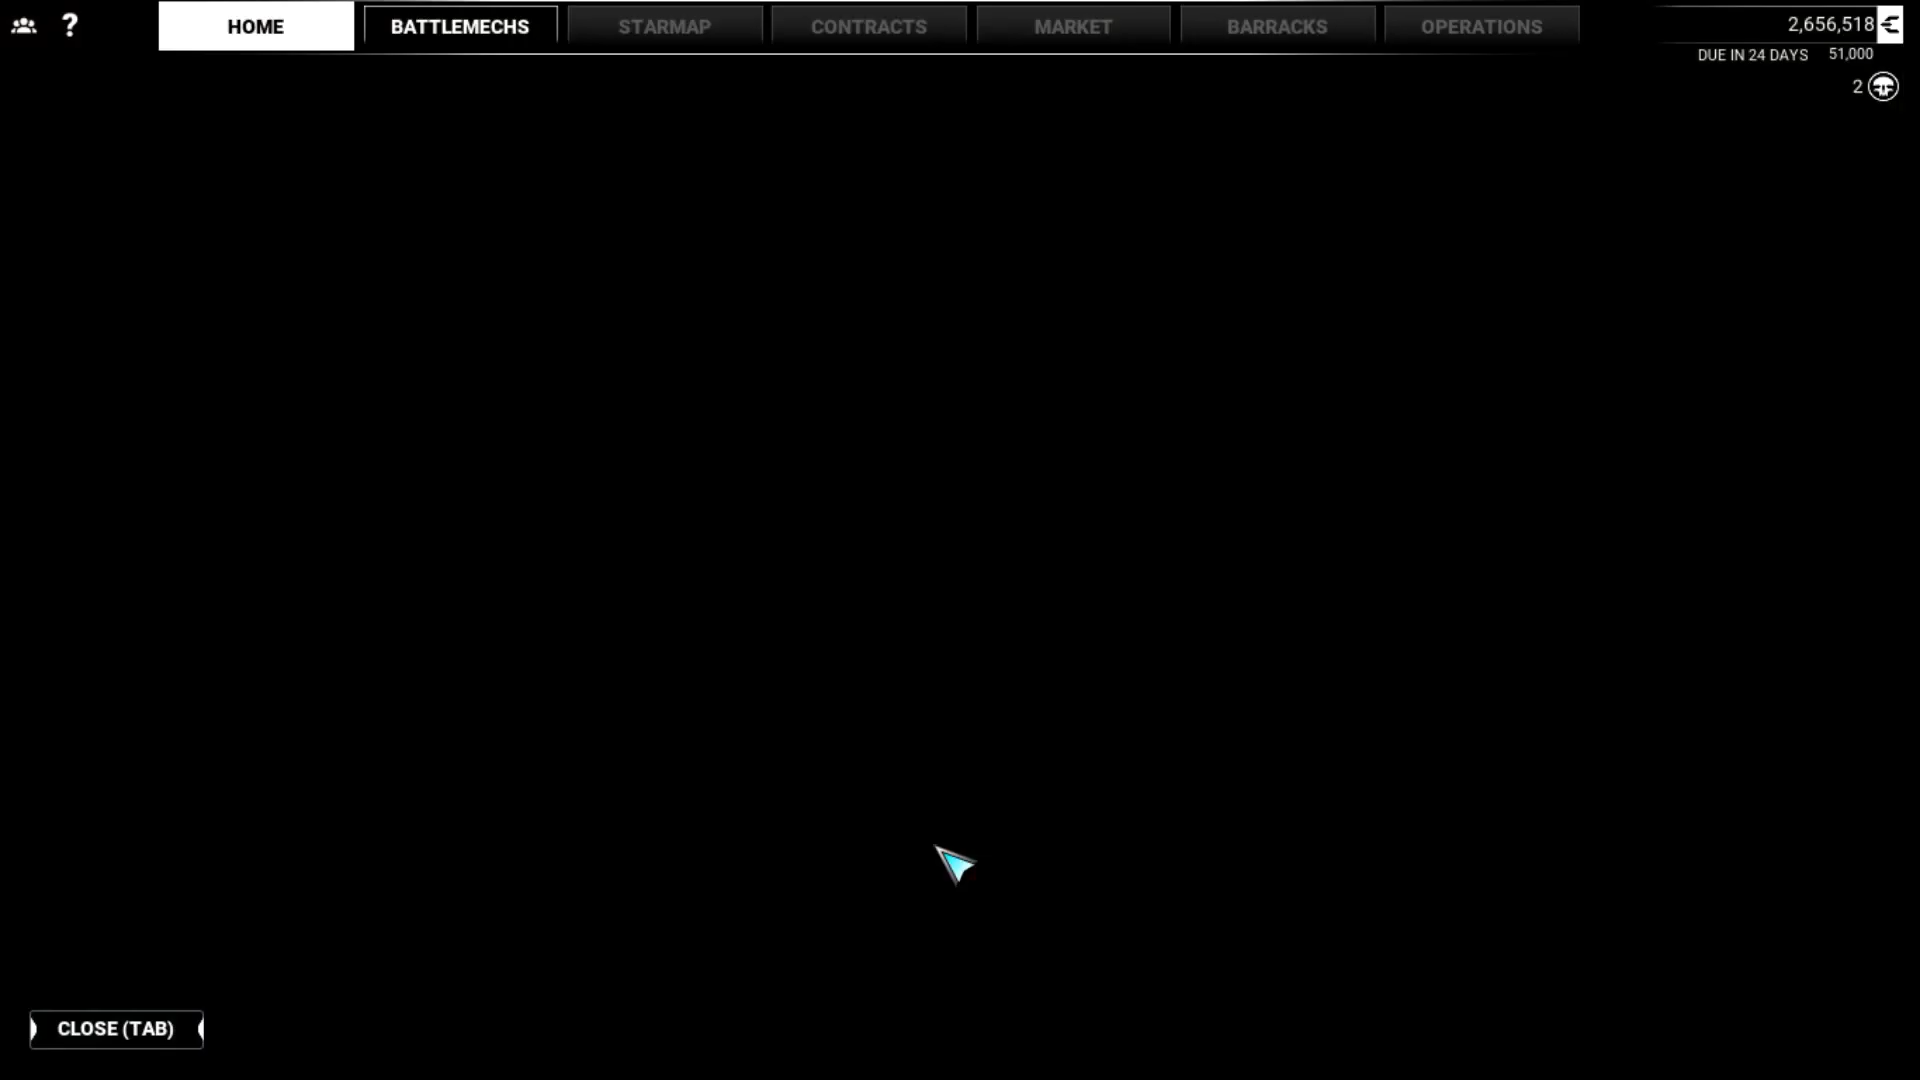 ?
HOME
BATTLEMECHS
STARMAP
CONTRACTS
MARKET
BARRACKS
OPERATIONS
2,656,518
DUE IN 24 DAYS 51,000
2
CLOSE (TAB)